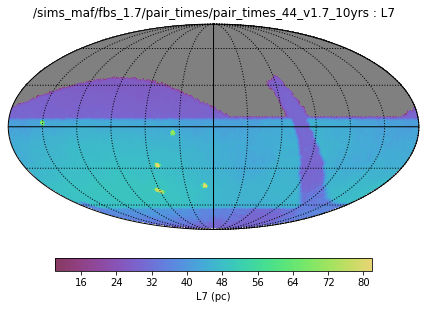 /sims_maf/fbs_1.7/pair_times/pair_times_44_v1.7_10yrs : L7
16 24 32 40 48 56 64 72 80
L7 (pc)